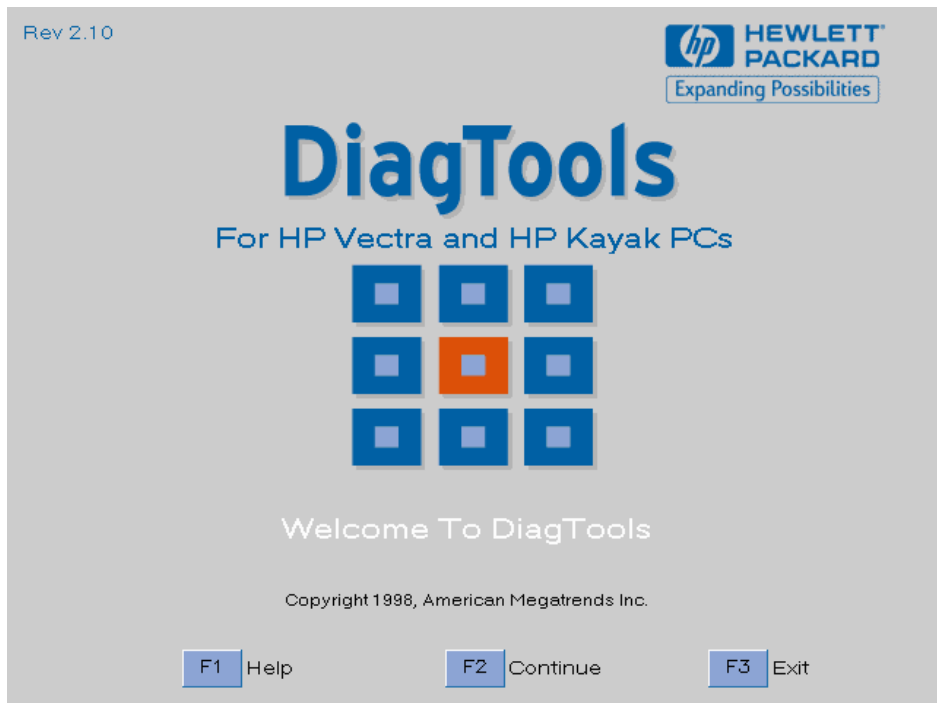 Rev 2.10
hp HEWLETT
PACKARD
Expanding Possibilities
DiagTools
For HP Vectra and HP Kayak PCs
Welcome To DiagTools
Copyright 1998, American Megatrends Inc.
F1 Help F2 Continue F3 Exit